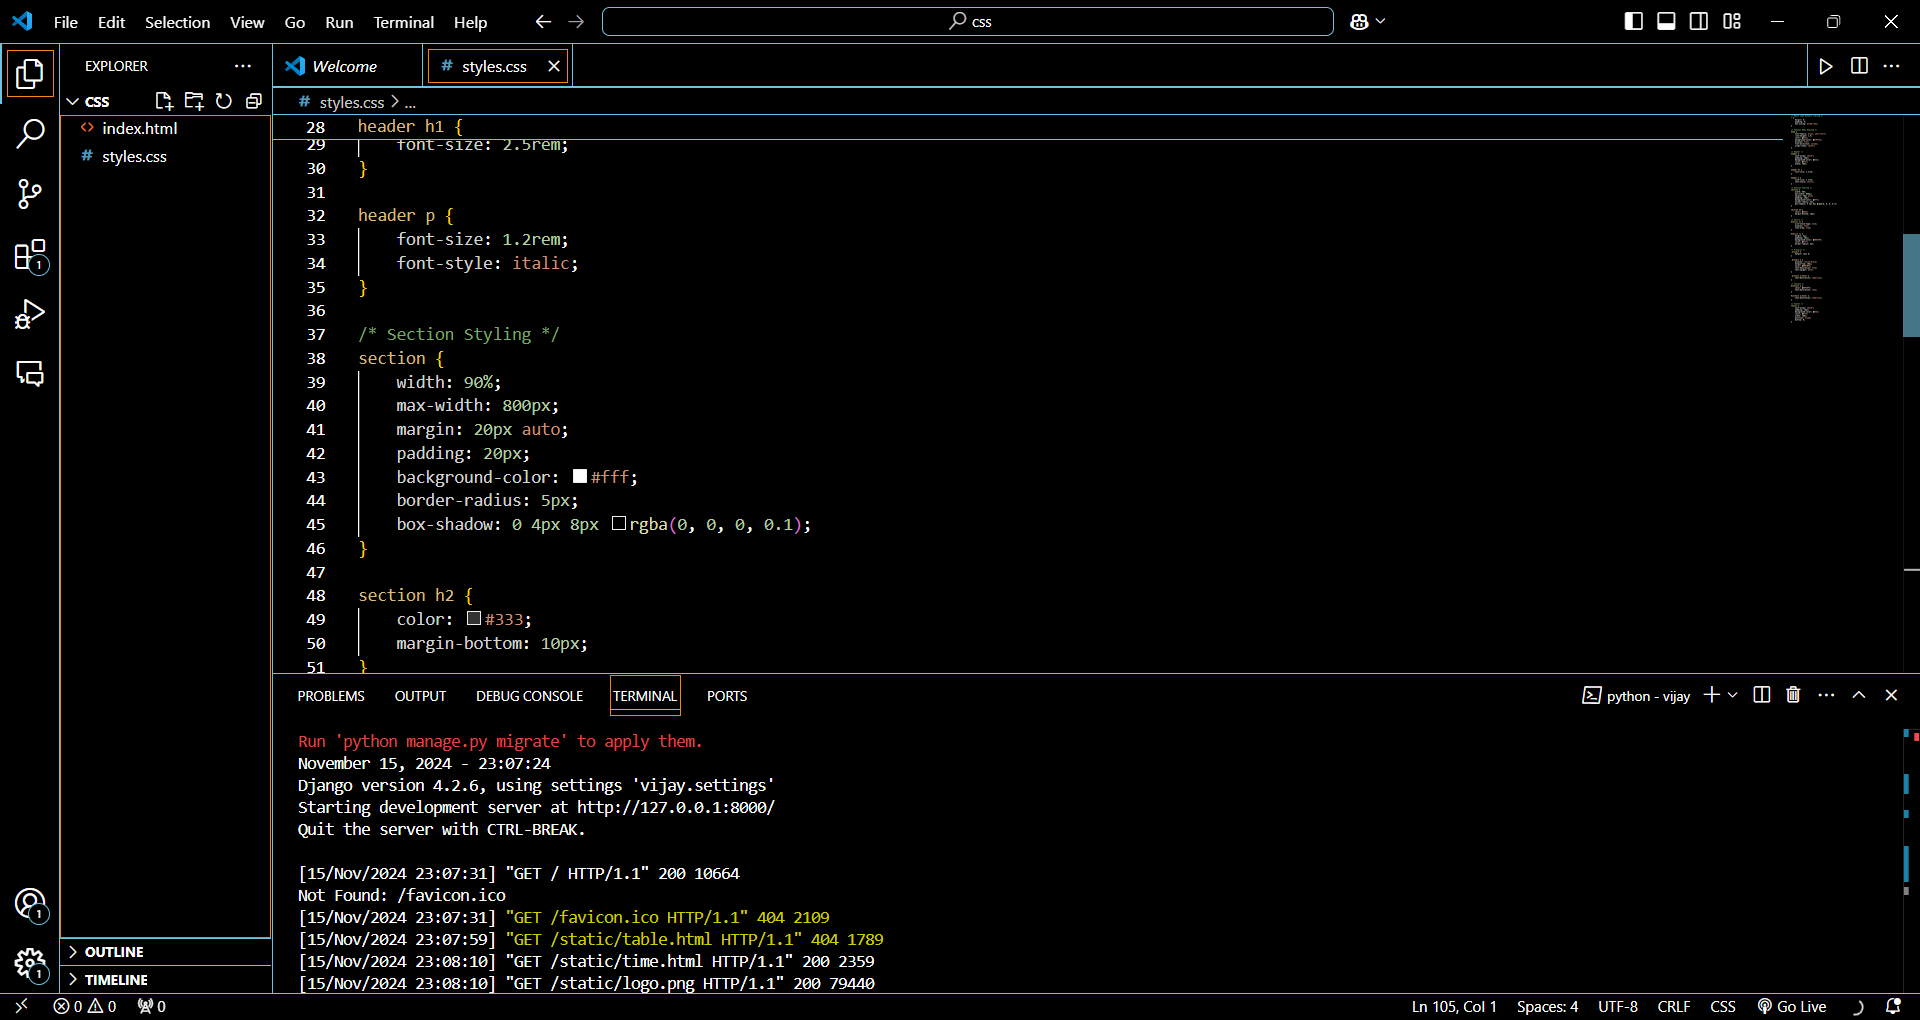 File Edit Selection View Go Run Terminal Help
css
EXPLORER
CSS
index.html
# styles.css
OUTLINE
TIMELINE
Welcome
# styles.css
# styles.css > ...
28 header h1 {
29 font-size: 2.5rem;
30 }
31
32 header p {
33 font-size: 1.2rem;
34 font-style: italic;
35 }
36
37 /* Section Styling */
38 section {
39 width: 90%;
40 max-width: 800px;
41 margin: 20px auto;
42 padding: 20px;
43 background-color: #fff;
44 border-radius: 5px;
45 box-shadow: 0 4px 8px rgba(0, 0, 0, 0.1);
46 }
47
48 section h2 {
49 color: #333;
50 margin-bottom: 10px;
51 }
PROBLEMS OUTPUT DEBUG CONSOLE TERMINAL PORTS
python - vijay
Run 'python manage.py migrate' to apply them.
November 15, 2024 - 23:07:24
Django version 4.2.6, using settings 'vijay.settings'
Starting development server at http://127.0.0.1:8000/
Quit the server with CTRL-BREAK.
[15/Nov/2024 23:07:31] "GET / HTTP/1.1" 200 10664
Not Found: /favicon.ico
[15/Nov/2024 23:07:31] "GET /favicon.ico HTTP/1.1" 404 2109
[15/Nov/2024 23:07:59] "GET /static/table.html HTTP/1.1" 404 1789
[15/Nov/2024 23:08:10] "GET /static/time.html HTTP/1.1" 200 2359
[15/Nov/2024 23:08:10] "GET /static/logo.png HTTP/1.1" 200 79440
1
1
1
0 0 0
Ln 105, Col 1 Spaces: 4 UTF-8 CRLF CSS Go Live